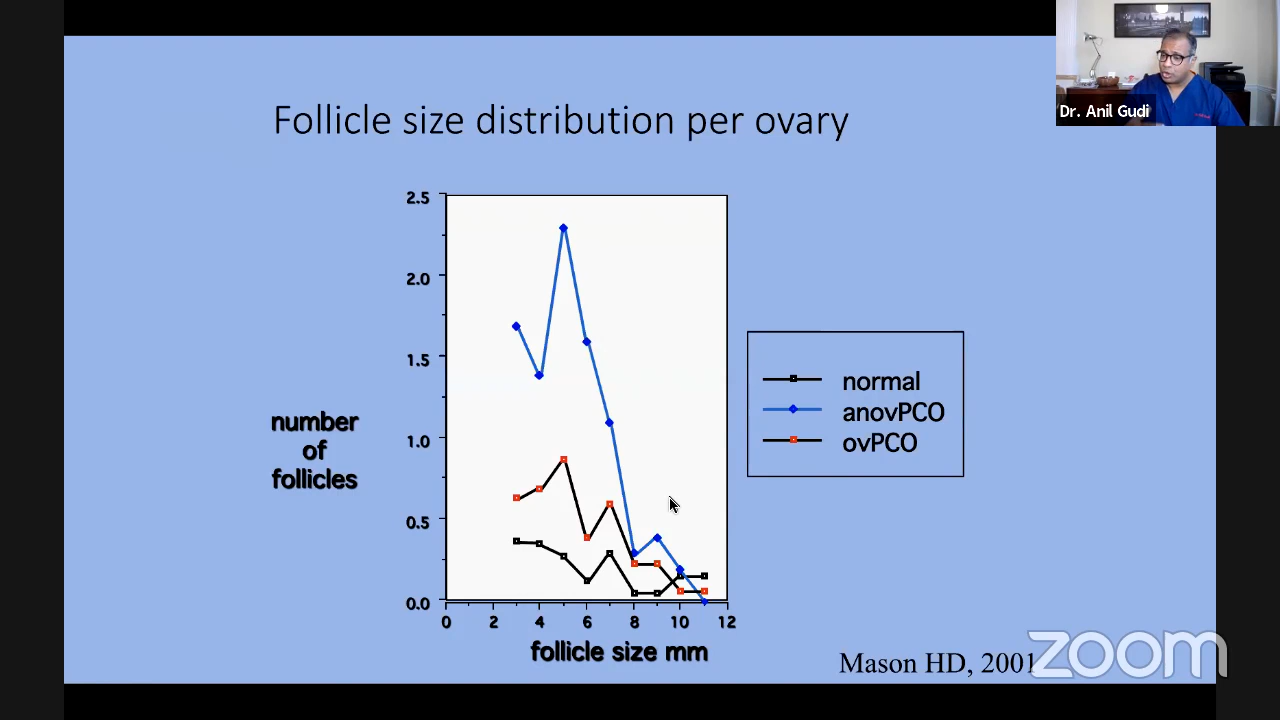 Dr. Anil Gudi
Follicle size distribution per ovary
2.5
2.0
1.5
1.0
0.5
0.0
number
of
follicles
0 2 4 6 8 10 12
follicle size mm
normal
anovPCO
ovPCO
Mason HD, 2001
zoom